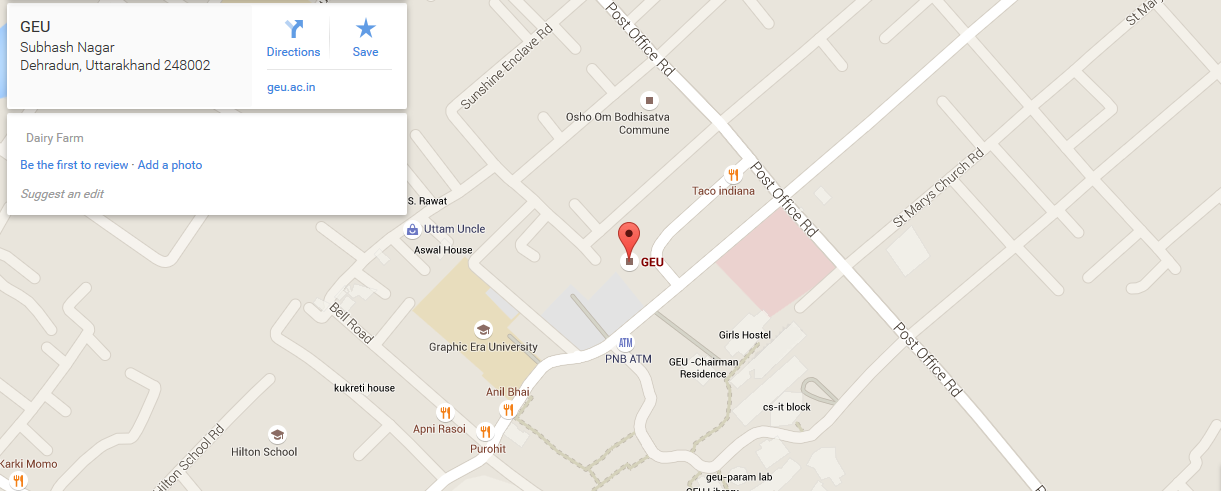 GEU
Subhash Nagar
Dehradun, Uttarakhand 248002
Directions
Save
geu.ac.in
Dairy Farm
Be the first to review · Add a photo
Suggest an edit
Post Office Rd
St Mary
Sunshine Enclave Rd
Osho Om Bodhisatva
Commune
Taco indiana
Post Office Rd
St Marys Church Rd
S. Rawat
Uttam Uncle
Aswal House
GEU
Bell Road
Graphic Era University
PNB ATM
ATM
Girls Hostel
GEU -Chairman
Residence
Post Office Rd
kukreti house
Anil Bhai
cs-it block
Apni Rasoi
Purohit
Hilton School
Hilton School Rd
Karki Momo
geu-param lab
GEU Library
Po